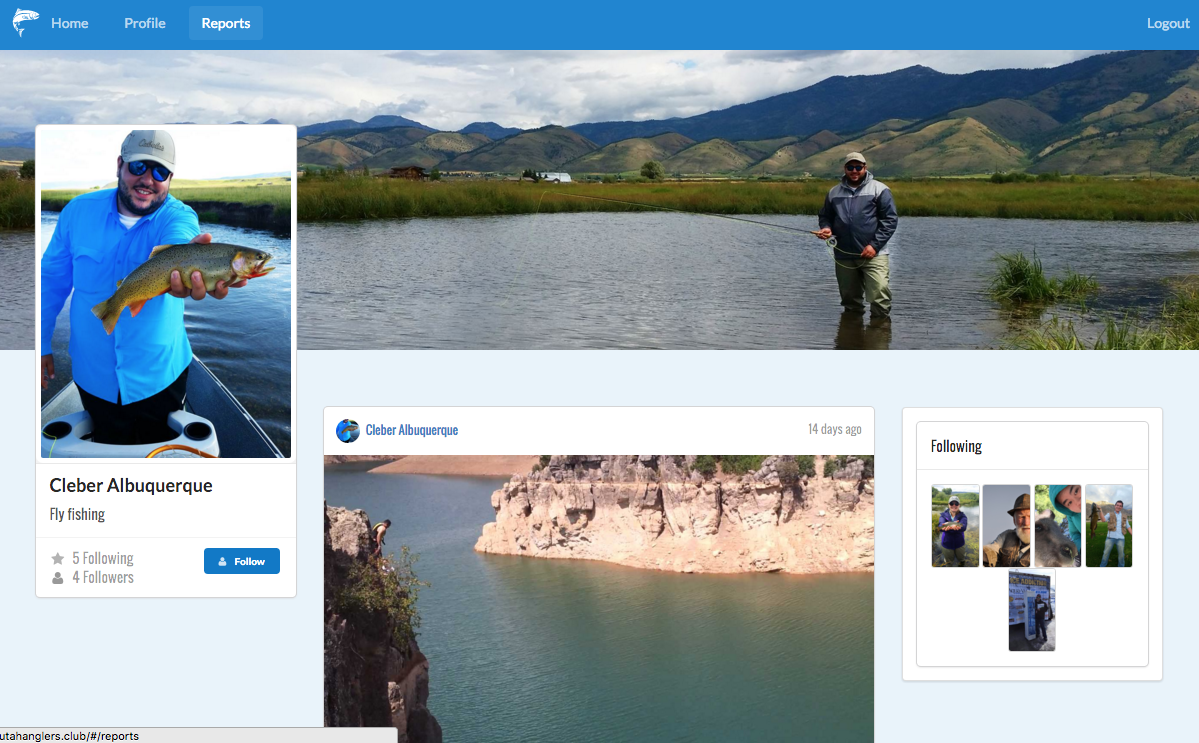 Home
Profile
Reports
Logout
Cleber Albuquerque
14 days ago
Following
Cleber Albuquerque
Fly fishing
5 Following
4 Followers
Follow
utahanglers.club/#/reports